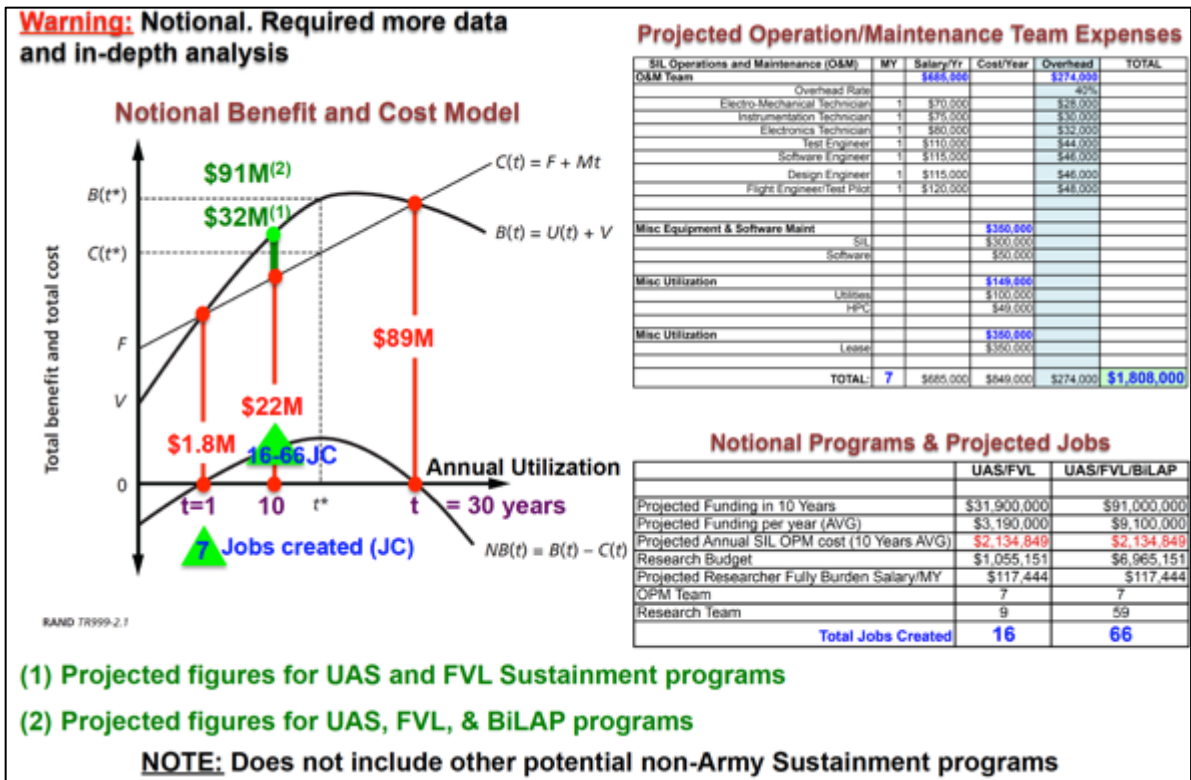 Warning: Notional. Required more data
and in-depth analysis
Notional Benefit and Cost Model
Total benefit and total cost
B(t*)
C(t*)
F
V
0
$91M(2)
$32M(1)
C(t) = F + Mt
B(t) = U(t) + V
$89M
$22M
$1.8M
16-66JC
Annual Utilization
t=1 10 t* t = 30 years
7 Jobs created (JC)
NB(t) = B(t) – C(t)
RAND TR999-2.1
Projected Operation/Maintenance Team Expenses
SIL Operations and Maintenance (O&M) MY Salary/Yr Cost/Year Overhead TOTAL
O&M Team $685,000 $274,000
Overhead Rate 40%
Electro-Mechanical Technician 1 $70,000 $28,000
Instrumentation Technician 1 $75,000 $30,000
Electronics Technician 1 $80,000 $32,000
Test Engineer 1 $110,000 $44,000
Software Engineer 1 $115,000 $46,000
Design Engineer 1 $115,000 $46,000
Flight Engineer/Test Pilot 1 $120,000 $48,000
Misc Equipment & Software Maint $350,000
SIL $300,000
Software $50,000
Misc Utilization $149,000
Utilities $100,000
HPC $49,000
Misc Utilization $350,000
Lease $350,000
TOTAL: 7 $685,000 $849,000 $274,000 $1,808,000
Notional Programs & Projected Jobs
UAS/FVL UAS/FVL/BiLAP
Projected Funding in 10 Years $31,900,000 $91,000,000
Projected Funding per year (AVG) $3,190,000 $9,100,000
Projected Annual SIL OPM cost (10 Years AVG) $2,134,849 $2,134,849
Research Budget $1,055,151 $6,965,151
Projected Researcher Fully Burden Salary/MY $117,444 $117,444
OPM Team 7 7
Research Team 9 59
Total Jobs Created 16 66
(1) Projected figures for UAS and FVL Sustainment programs
(2) Projected figures for UAS, FVL, & BiLAP programs
NOTE: Does not include other potential non-Army Sustainment programs